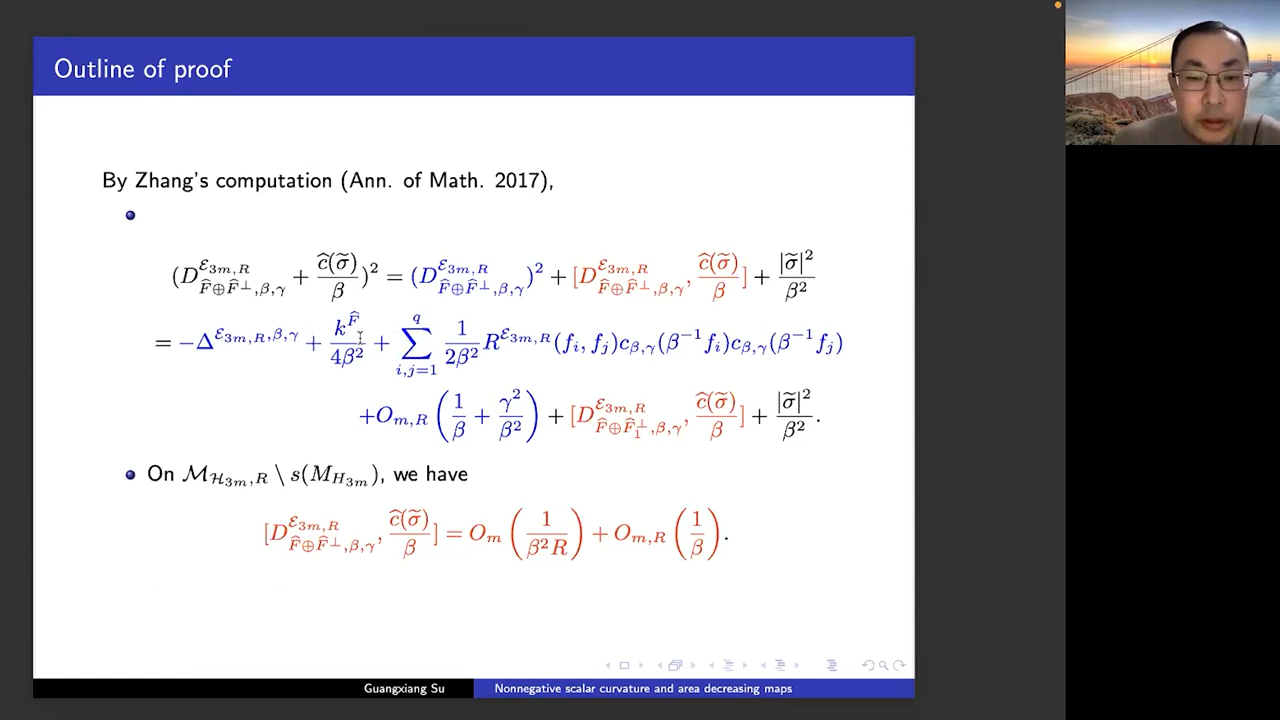 Outline of proof
By Zhang's computation (Ann. of Math. 2017),
$(D^{\mathcal{E}_{3m,R}}_{\widehat{F}\oplus\widehat{F}^{\perp},\beta,\gamma} + \frac{\widehat{c}(\widetilde{\sigma})}{\beta})^2 = (D^{\mathcal{E}_{3m,R}}_{\widehat{F}\oplus\widehat{F}^{\perp},\beta,\gamma})^2 + [D^{\mathcal{E}_{3m,R}}_{\widehat{F}\oplus\widehat{F}^{\perp},\beta,\gamma}, \frac{\widehat{c}(\widetilde{\sigma})}{\beta}] + \frac{|\widetilde{\sigma}|^2}{\beta^2}$
$= -\Delta^{\mathcal{E}_{3m,R},\beta,\gamma} + \frac{k^{\widehat{F}}}{4\beta^2} + \sum_{i,j=1}^{q} \frac{1}{2\beta^2} R^{\mathcal{E}_{3m,R}}(f_i, f_j)c_{\beta,\gamma}(\beta^{-1}f_i)c_{\beta,\gamma}(\beta^{-1}f_j)$
$+O_{m,R}\left(\frac{1}{\beta} + \frac{\gamma^2}{\beta^2}\right) + [D^{\mathcal{E}_{3m,R}}_{\widehat{F}\oplus\widehat{F}_1^{\perp},\beta,\gamma}, \frac{\widehat{c}(\widetilde{\sigma})}{\beta}] + \frac{|\widetilde{\sigma}|^2}{\beta^2}.$
On $\mathcal{M}_{\mathcal{H}_{3m},R} \setminus s(M_{H_{3m}})$, we have
$[D^{\mathcal{E}_{3m,R}}_{\widehat{F}\oplus\widehat{F}^{\perp},\beta,\gamma}, \frac{\widehat{c}(\widetilde{\sigma})}{\beta}] = O_m\left(\frac{1}{\beta^2 R}\right) + O_{m,R}\left(\frac{1}{\beta}\right).$
Guangxiang Su
Nonnegative scalar curvature and area decreasing maps